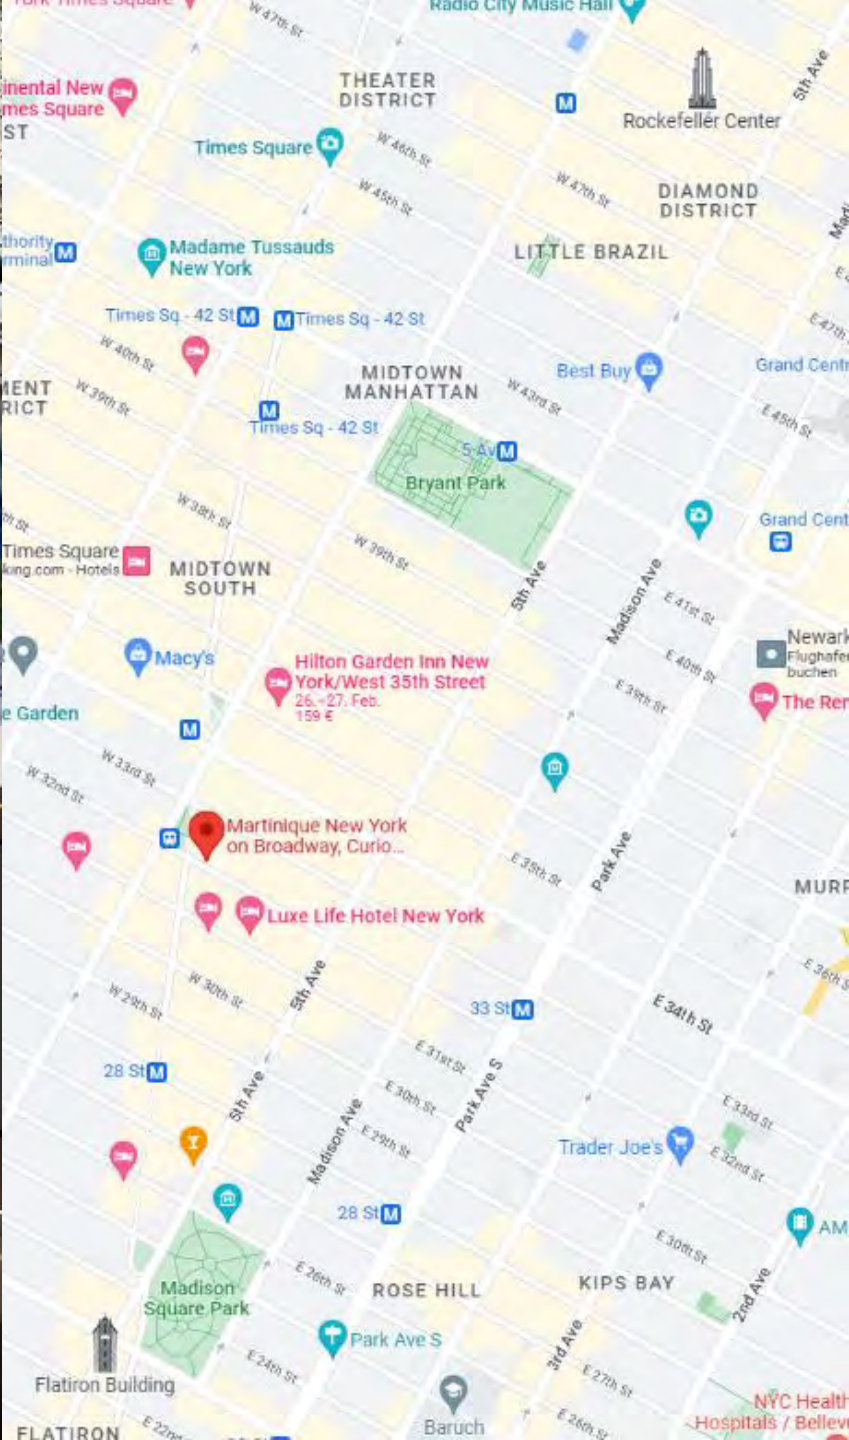 York Times Square
Radio City Music Hall
W 47th St
5th Ave
THEATER
DISTRICT
inental New
mes Square
M
Rockefeller Center
ST
Times Square
W 46th St
W 45th St
W 47th St
DIAMOND
DISTRICT
Madi
thority
rminal M
Madame Tussauds
New York
LITTLE BRAZIL
Times Sq - 42 St M
M Times Sq - 42 St
E 47th
W 40th St
MIDTOWN
MANHATTAN
Best Buy
Grand Centr
MENT
RICT
W 39th St
W 43rd St
E 45th St
M
Times Sq - 42 St
5 Av M
Bryant Park
W 38th St
th St
Grand Cent
Times Square
king.com - Hotels
W 39th St
MIDTOWN
SOUTH
5th Ave
Madison Ave
E 41st St
E 40th St
E 39th St
Newark
Flughafe
buchen
Macy's
Hilton Garden Inn New
York/West 35th Street
26.–27. Feb.
159 €
The Ren
e Garden
M
W 33rd St
W 32nd St
Martinique New York
on Broadway, Curio...
E 35th St
Park Ave
MURR
Luxe Life Hotel New York
5th Ave
W 30th St
W 29th St
E 36th S
33 St M
E 34th St
28 St M
5th Ave
E 31st St
E 30th St
E 29th St
Park Ave S
Madison Ave
E 33rd St
Trader Joe's
E 32nd St
28 St M
AM
E 30th St
E 26th St
ROSE HILL
KIPS BAY
2nd Ave
Madison
Square Park
Park Ave S
3rd Ave
E 24th St
E 27th St
Flatiron Building
NYC Health
Hospitals / Bellev
Baruch
E 26th St
FLATIRON
E 22nd